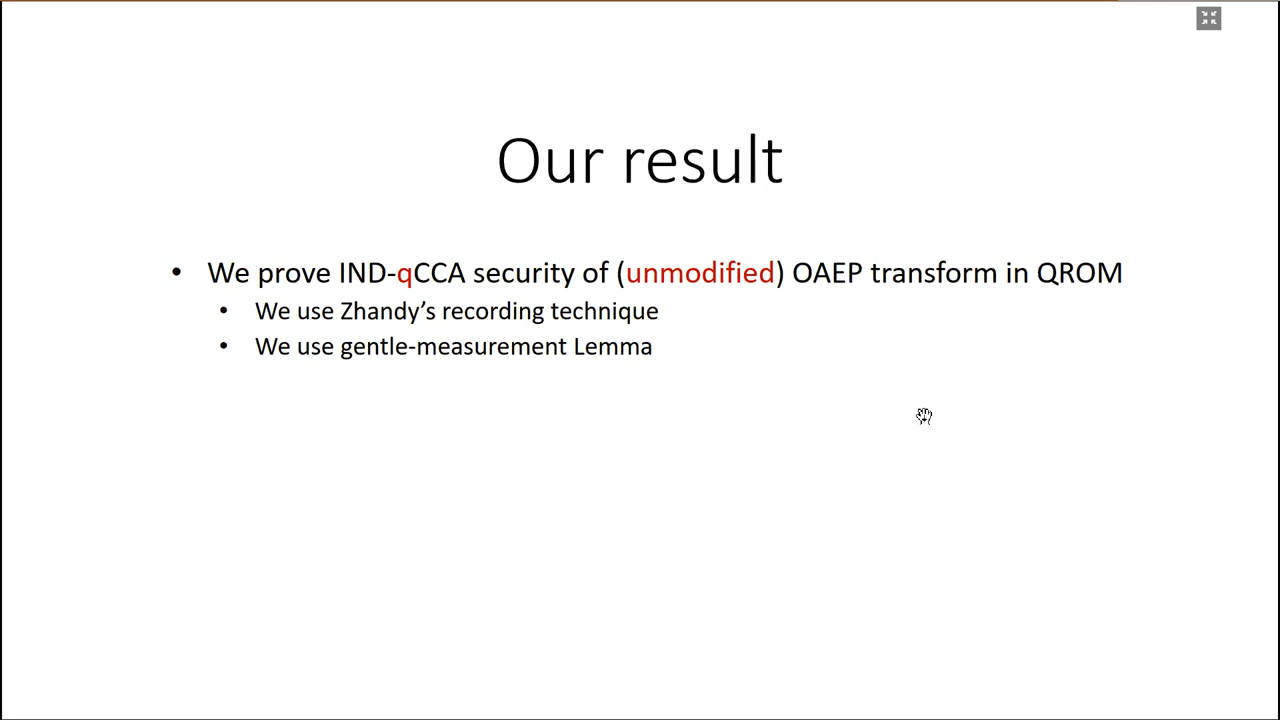 Our result
• We prove IND-qCCA security of (unmodified) OAEP transform in QROM
• We use Zhandy’s recording technique
• We use gentle-measurement Lemma